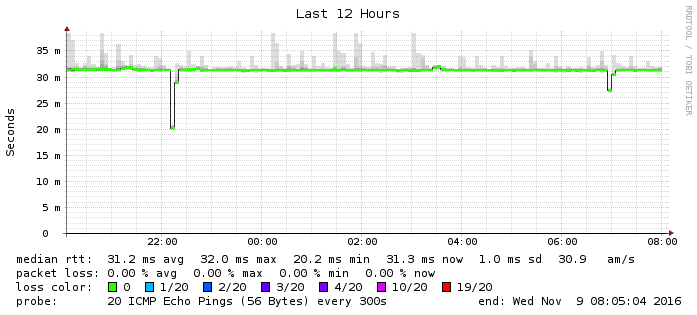 Last 12 Hours
RRDTOOL / TOBI OETIKER
Seconds
35 m
30 m
25 m
20 m
15 m
10 m
5 m
0
22:00 00:00 02:00 04:00 06:00 08:00
median rtt: 31.2 ms avg 32.0 ms max 20.2 ms min 31.3 ms now 1.0 ms sd 30.9 am/s
packet loss: 0.00 % avg 0.00 % max 0.00 % min 0.00 % now
loss color: 0 1/20 2/20 3/20 4/20 10/20 19/20
probe: 20 ICMP Echo Pings (56 Bytes) every 300s end: Wed Nov 9 08:05:04 2016